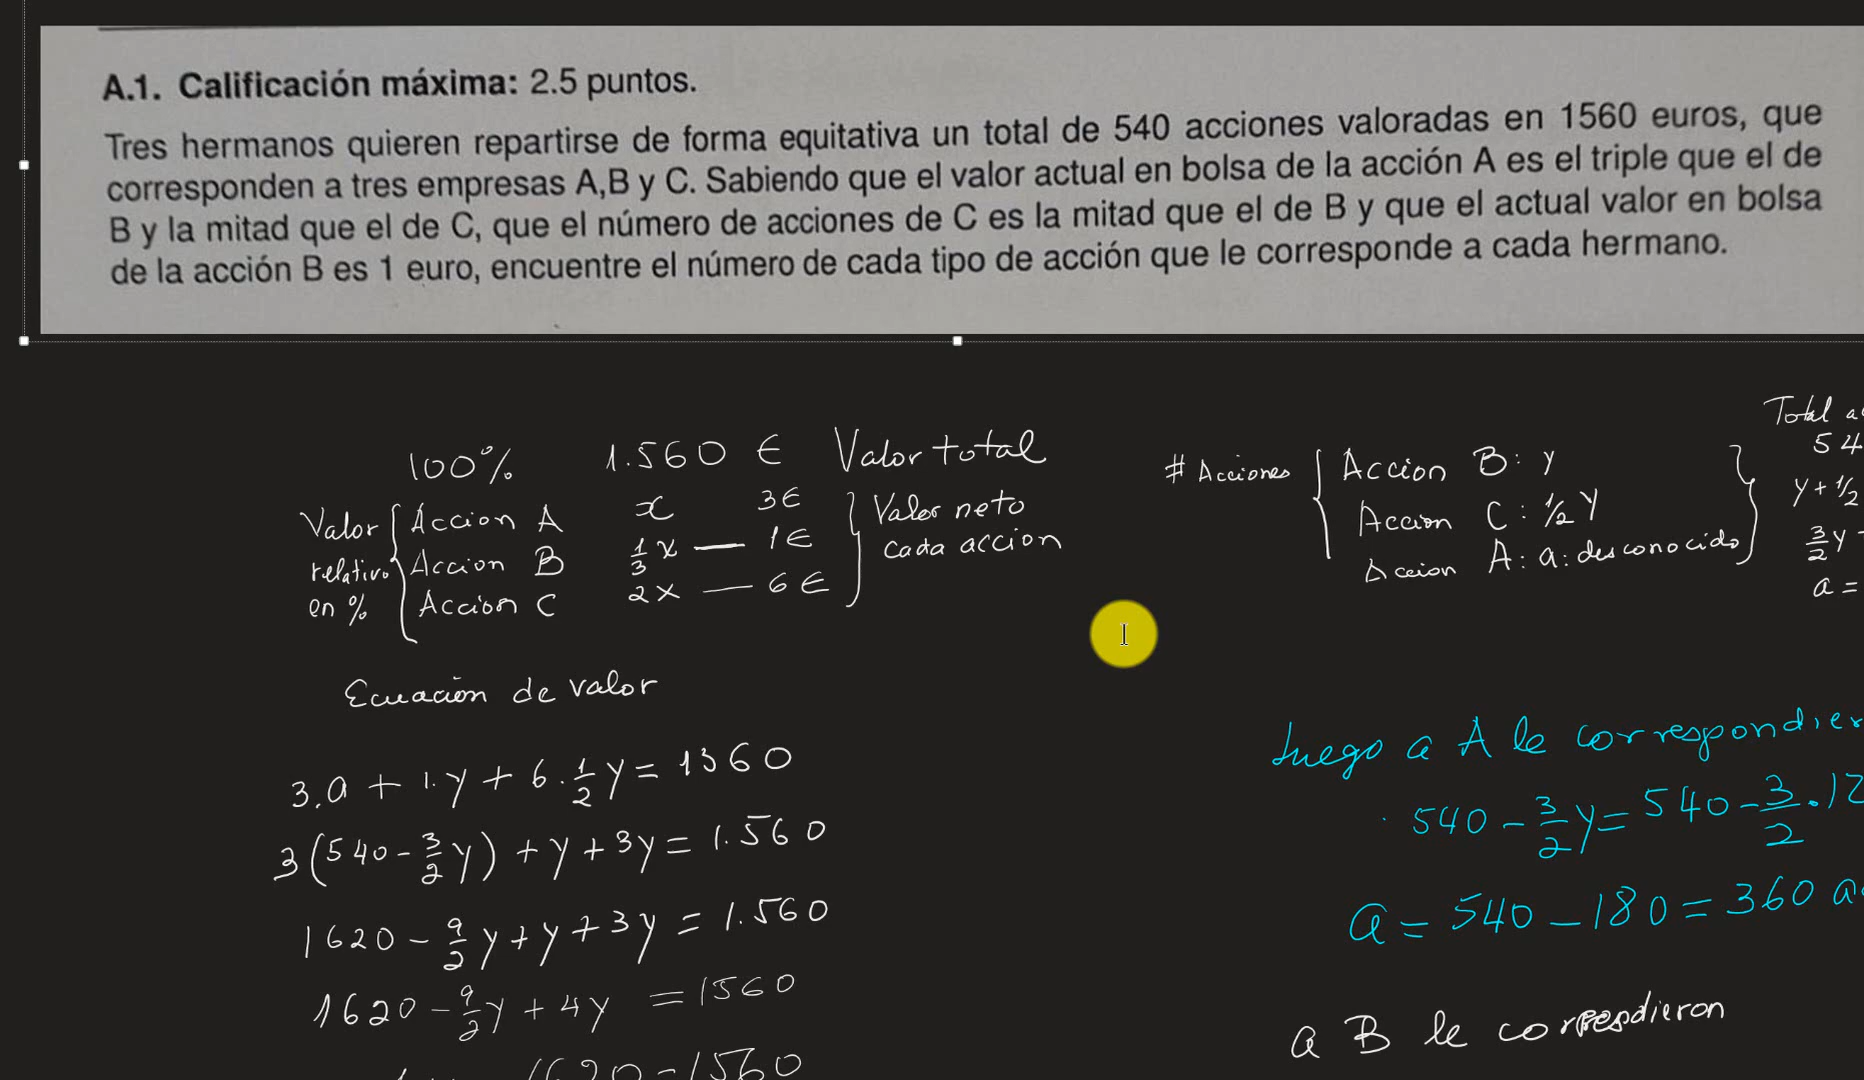 A.1. Calificación máxima: 2.5 puntos.
Tres hermanos quieren repartirse de forma equitativa un total de 540 acciones valoradas en 1560 euros, que
corresponden a tres empresas A,B y C. Sabiendo que el valor actual en bolsa de la acción A es el triple que el de
B y la mitad que el de C, que el número de acciones de C es la mitad que el de B y que el actual valor en bolsa
de la acción B es 1 euro, encuentre el número de cada tipo de acción que le corresponde a cada hermano.
100% 1.560 € Valor total
Valor relativo en %
Accion A x 3€
Accion B 1/3 x — 1€
Accion C 2x — 6€
Valor neto
cada accion
# Acciones
Accion B: y
Accion C: 1/2 y
Accion A: a: desconocido
Total a
54
y + 1/2
3/2 y
a =
Ecuacion de valor
3.a + 1.y + 6. 1/2 y = 1360
3(540 - 3/2 y) + y + 3y = 1.560
1620 - 9/2 y + y + 3y = 1.560
1620 - 9/2 y + 4y = 1560
1620 - 1560
luego a A le correspondier
540 - 3/2 y = 540 - 3/2 . 12
a = 540 - 180 = 360 a
a B le